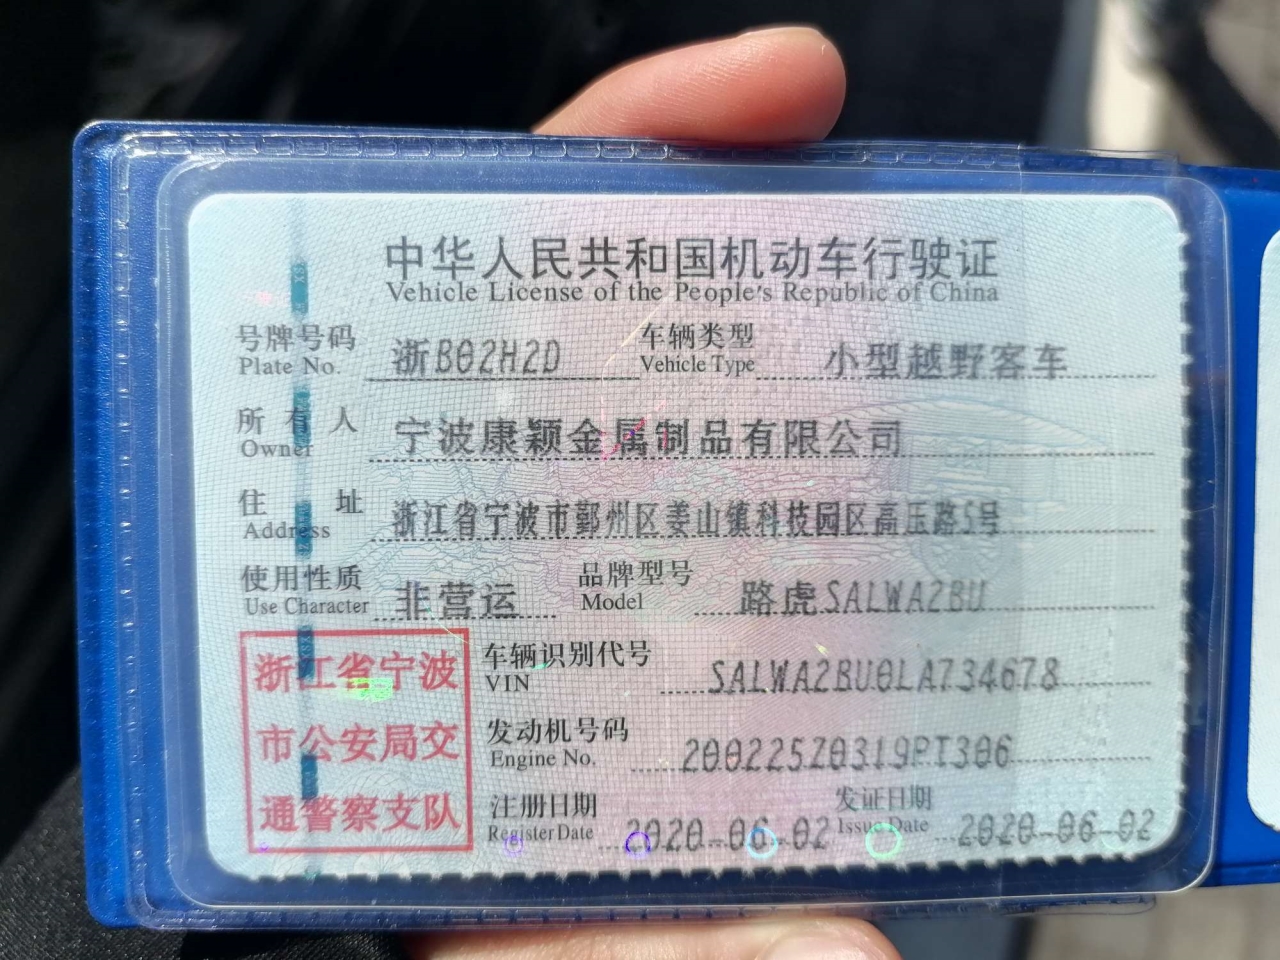 中华人民共和国机动车行驶证
Vehicle License of the People's Republic of China
号牌号码 浙B02H2D 车辆类型 小型越野客车
Plate No. Vehicle Type
所有人 宁波康颖金属制品有限公司
Owner
住址 浙江省宁波市鄞州区姜山镇科技园区高压路5号
Address
使用性质 非营运 品牌型号 路虎SALWA2BU
Use Character Model
浙江省宁波
市公安局交
通警察支队
车辆识别代号 SALWA2BU0LA734678
VIN
发动机号码 200225Z0319PT306
Engine No.
注册日期 2020-06-02 发证日期 2020-06-02
Register Date Issue Date